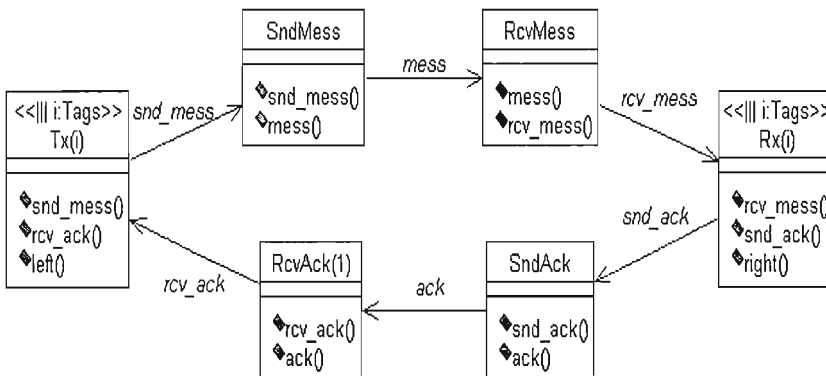 SndMess
snd_mess()
mess()
mess
RcvMess
mess()
rcv_mess()
<<||| i:Tags>>
Tx(i)
snd_mess()
rcv_ack()
left()
snd_mess
rcv_mess
<<||| i:Tags>>
Rx(i)
rcv_mess()
snd_ack()
right()
snd_ack
RcvAck(1)
rcv_ack()
ack()
rcv_ack
ack
SndAck
snd_ack()
ack()